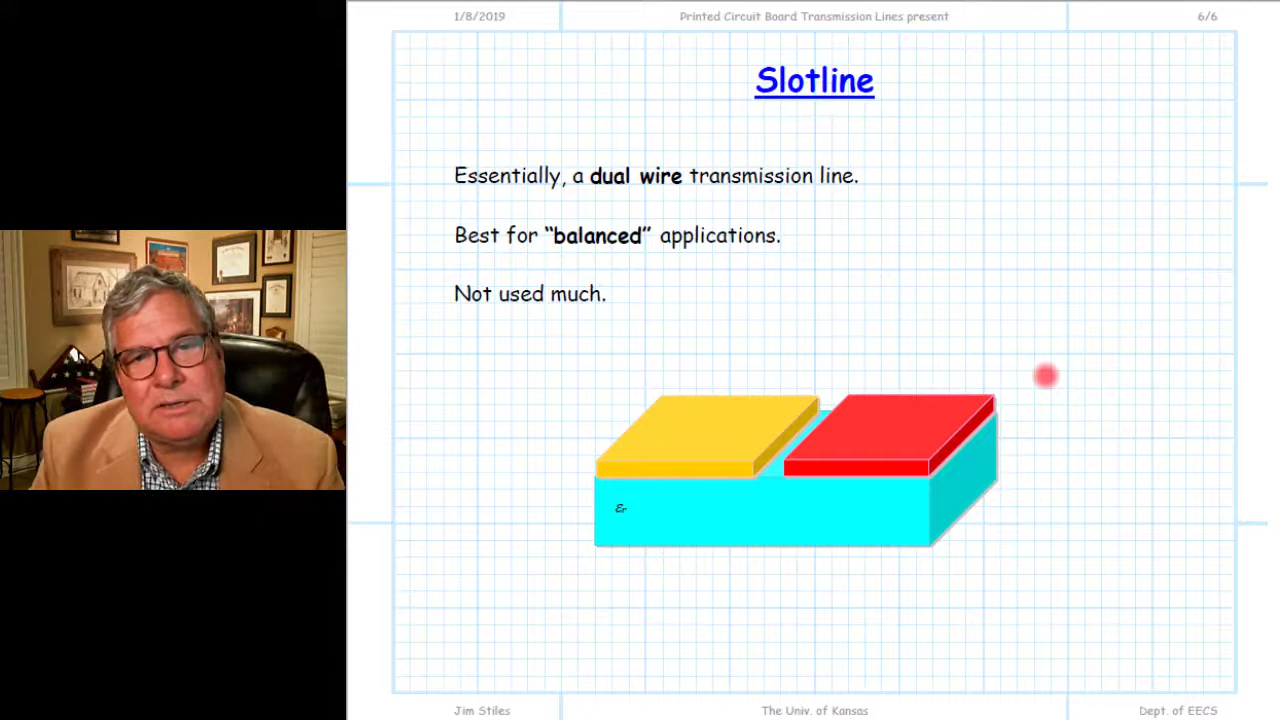 1/8/2019 Printed Circuit Board Transmission Lines present 6/6
Slotline
Essentially, a dual wire transmission line.
Best for “balanced” applications.
Not used much.
εr
Jim Stiles The Univ. of Kansas Dept. of EECS